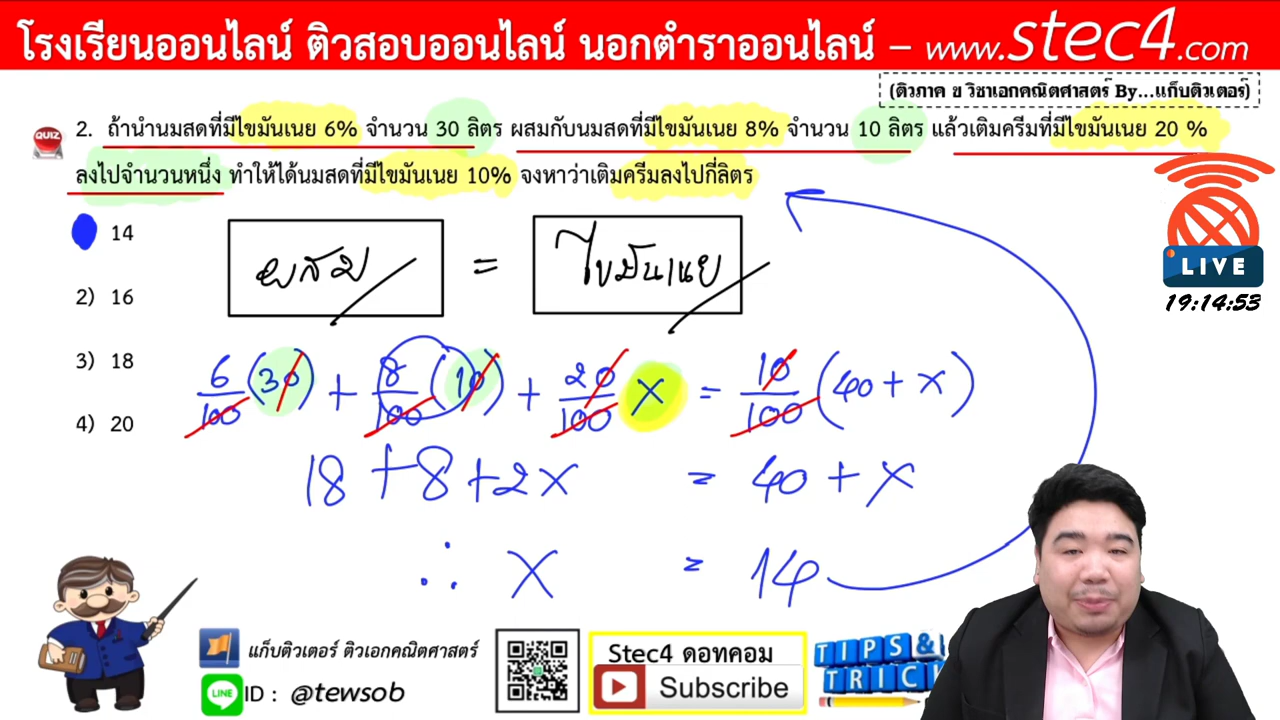 โรงเรียนออนไลน์ ติวสอบออนไลน์ นอกตำราออนไลน์ – www.stec4.com
(ติวภาค ข วิชาเอกคณิตศาสตร์ By...แก็บติวเตอร์)
QUIZ
2. ถ้านำนมสดที่มีไขมันเนย 6% จำนวน 30 ลิตร ผสมกับนมสดที่มีไขมันเนย 8% จำนวน 10 ลิตร แล้วเติมครีมที่มีไขมันเนย 20 %
ลงไปจำนวนหนึ่ง ทำให้ได้นมสดที่มีไขมันเนย 10% จงหาว่าเติมครีมลงไปกี่ลิตร
LIVE
19:14:53
14
2) 16
3) 18
4) 20
ผสม = ไขมันเนย
6/100 (30) + 8/100 (10) + 20/100 x = 10/100 (40 + x)
18 + 8 + 2x = 40 + x
∴ x = 14
แก็บติวเตอร์ ติวเอกคณิตศาสตร์
LINE ID : @tewsob
Stec4 ดอทคอม
Subscribe
TIPS &
TRIC